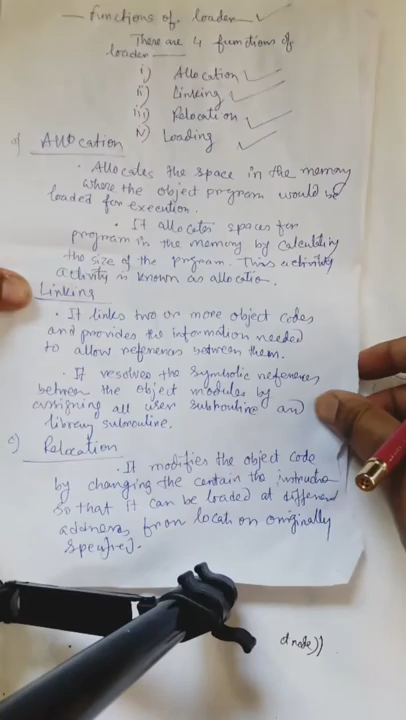 — Functions of loader —
There are 4 functions of
loader —
i) Allocation
ii) Linking
iii) Relocation
iv) Loading
a) Allocation
· Allocates the space in the memory
where the object program would be
loaded for execution.
· It allocates spaces for
program in the memory by calculating
the size of the program. This activity
activity is known as allocation.
Linking
· It links two or more object codes
and provides the information needed
to allow references between them.
· It resolves the symbolic references
between the object modules by
assigning all user subroutine and
library subroutine.
c) Relocation
· It modifies the object code
by changing the certain the
so that it can be loaded at different
address from location originally